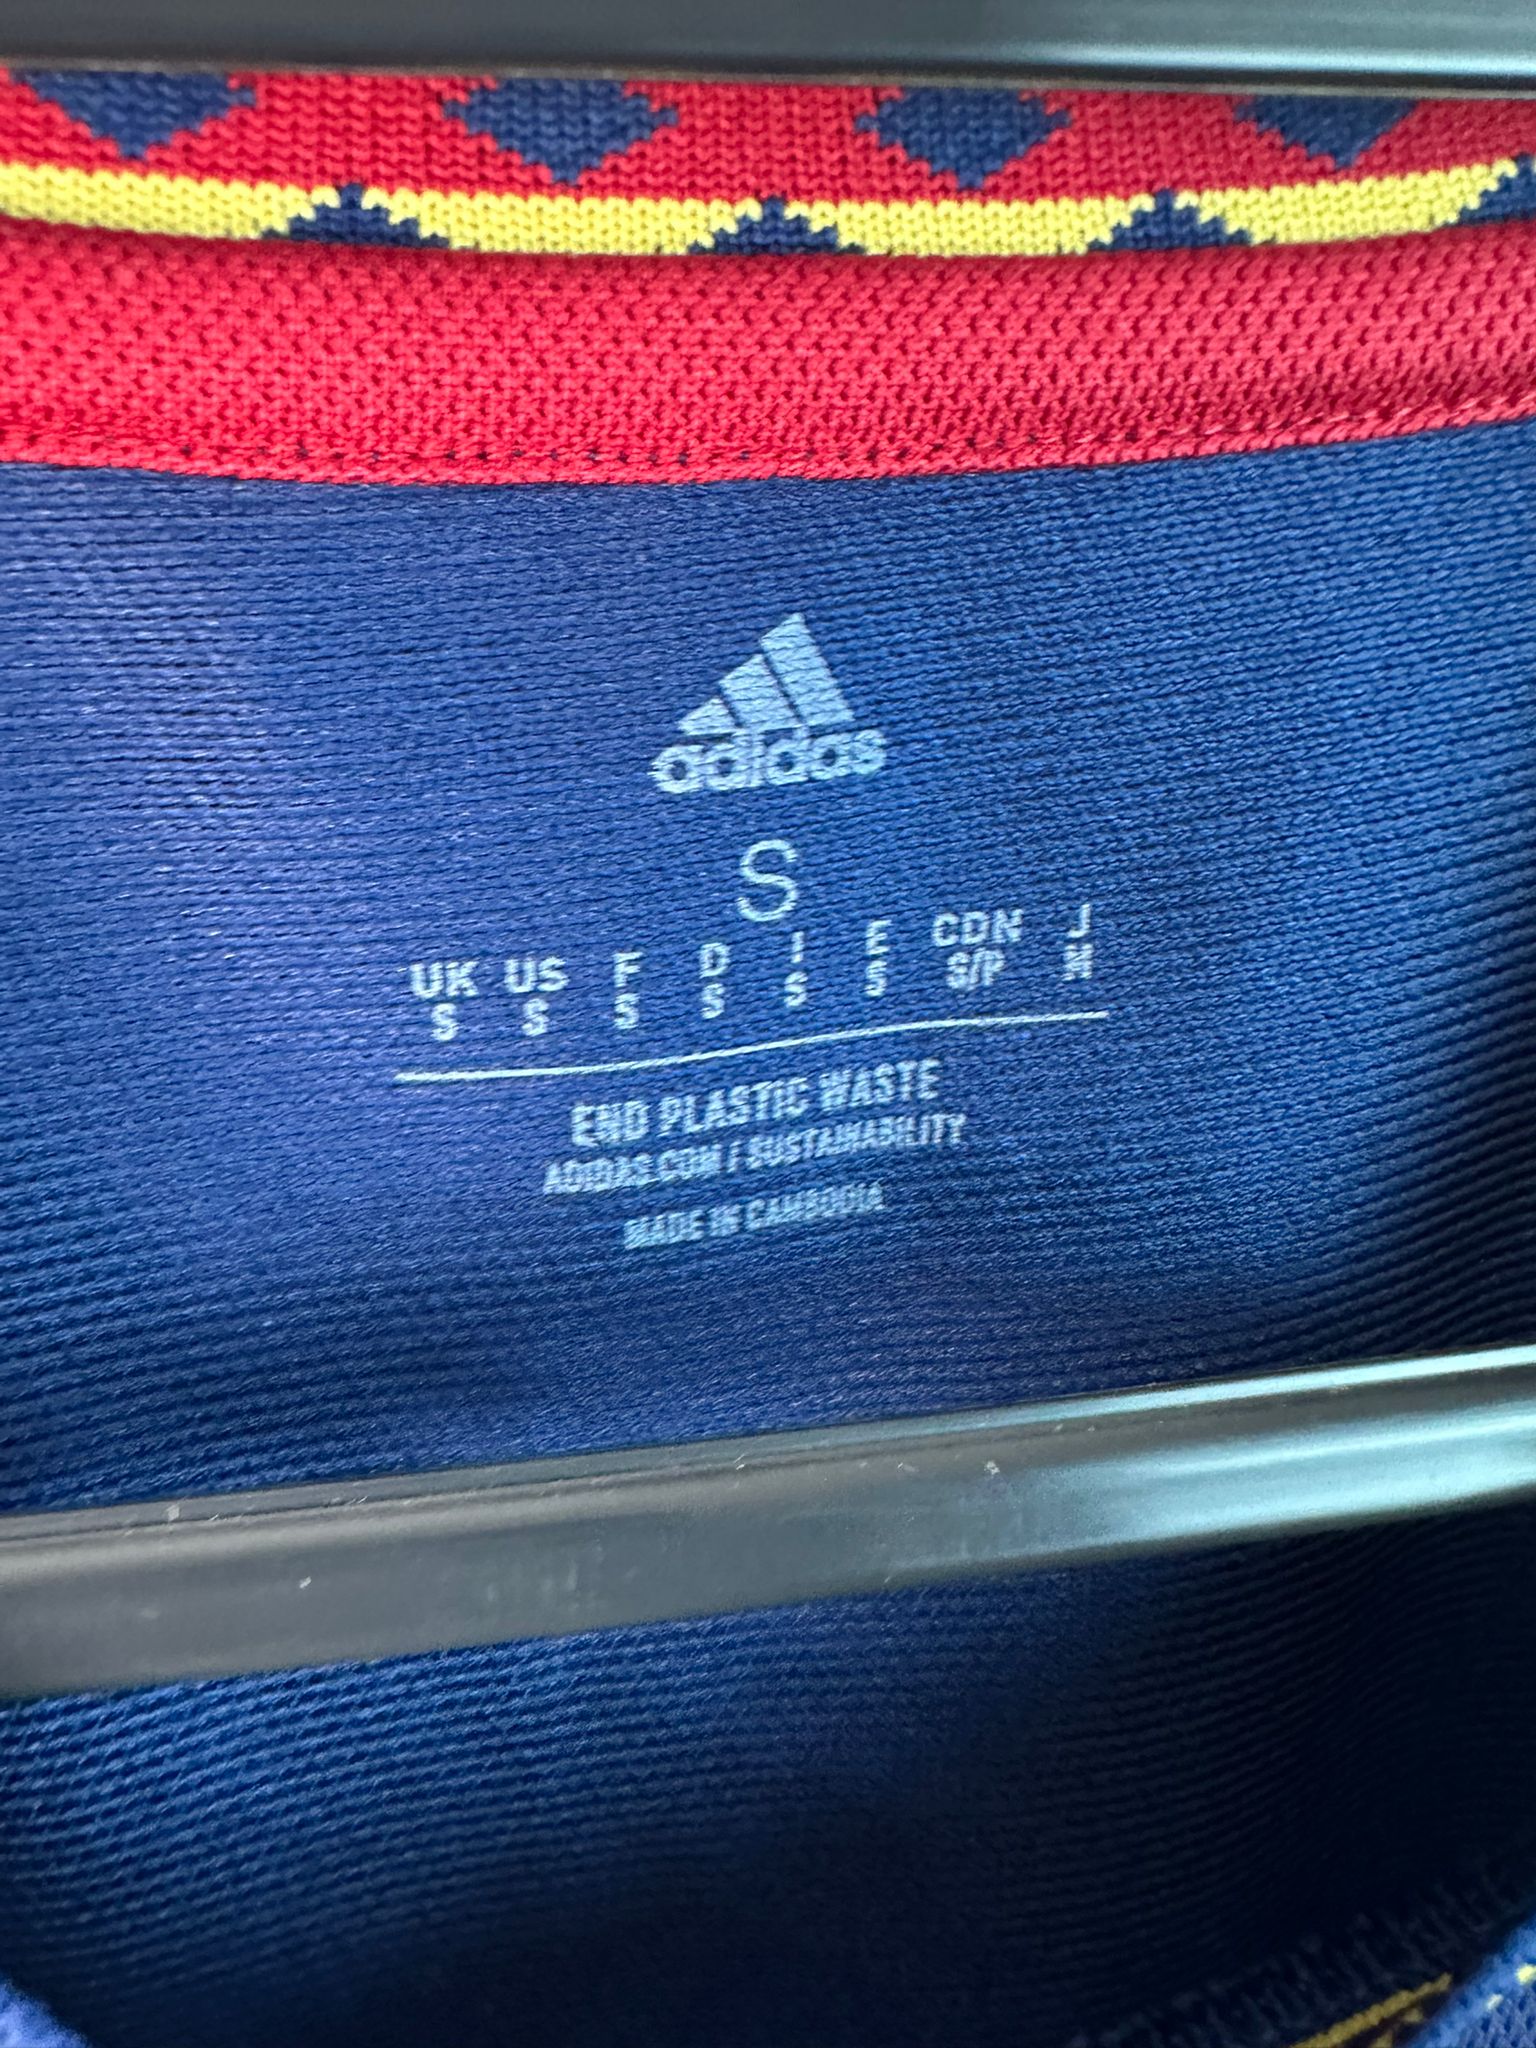 adidas
S
UK US F D I E CDN J
S S S S S S S/P M
END PLASTIC WASTE
ADIDAS.COM / SUSTAINABILITY
MADE IN CAMBODIA